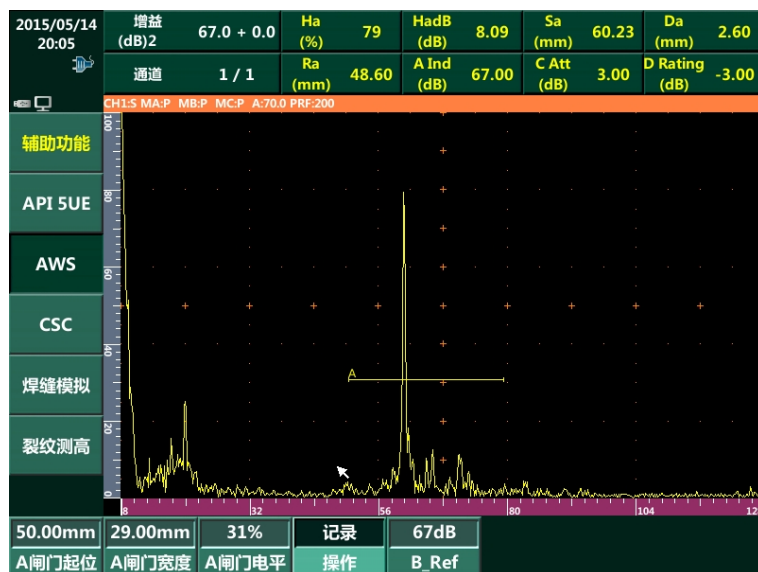 2015/05/14
20:05
增益
(dB)2
67.0 + 0.0
Ha
(%)
79
HadB
(dB)
8.09
Sa
(mm)
60.23
Da
(mm)
2.60
通道
1 / 1
Ra
(mm)
48.60
A Ind
(dB)
67.00
C Att
(dB)
3.00
D Rating
(dB)
-3.00
CH1:S MA:P MB:P MC:P A:70.0 PRF:200
辅助功能
API 5UE
AWS
CSC
焊缝模拟
裂纹测高
100
80
60
40
20
0
A
8
32
56
80
104
12
50.00mm
29.00mm
31%
记录
67dB
A闸门起位
A闸门宽度
A闸门电平
操作
B_Ref